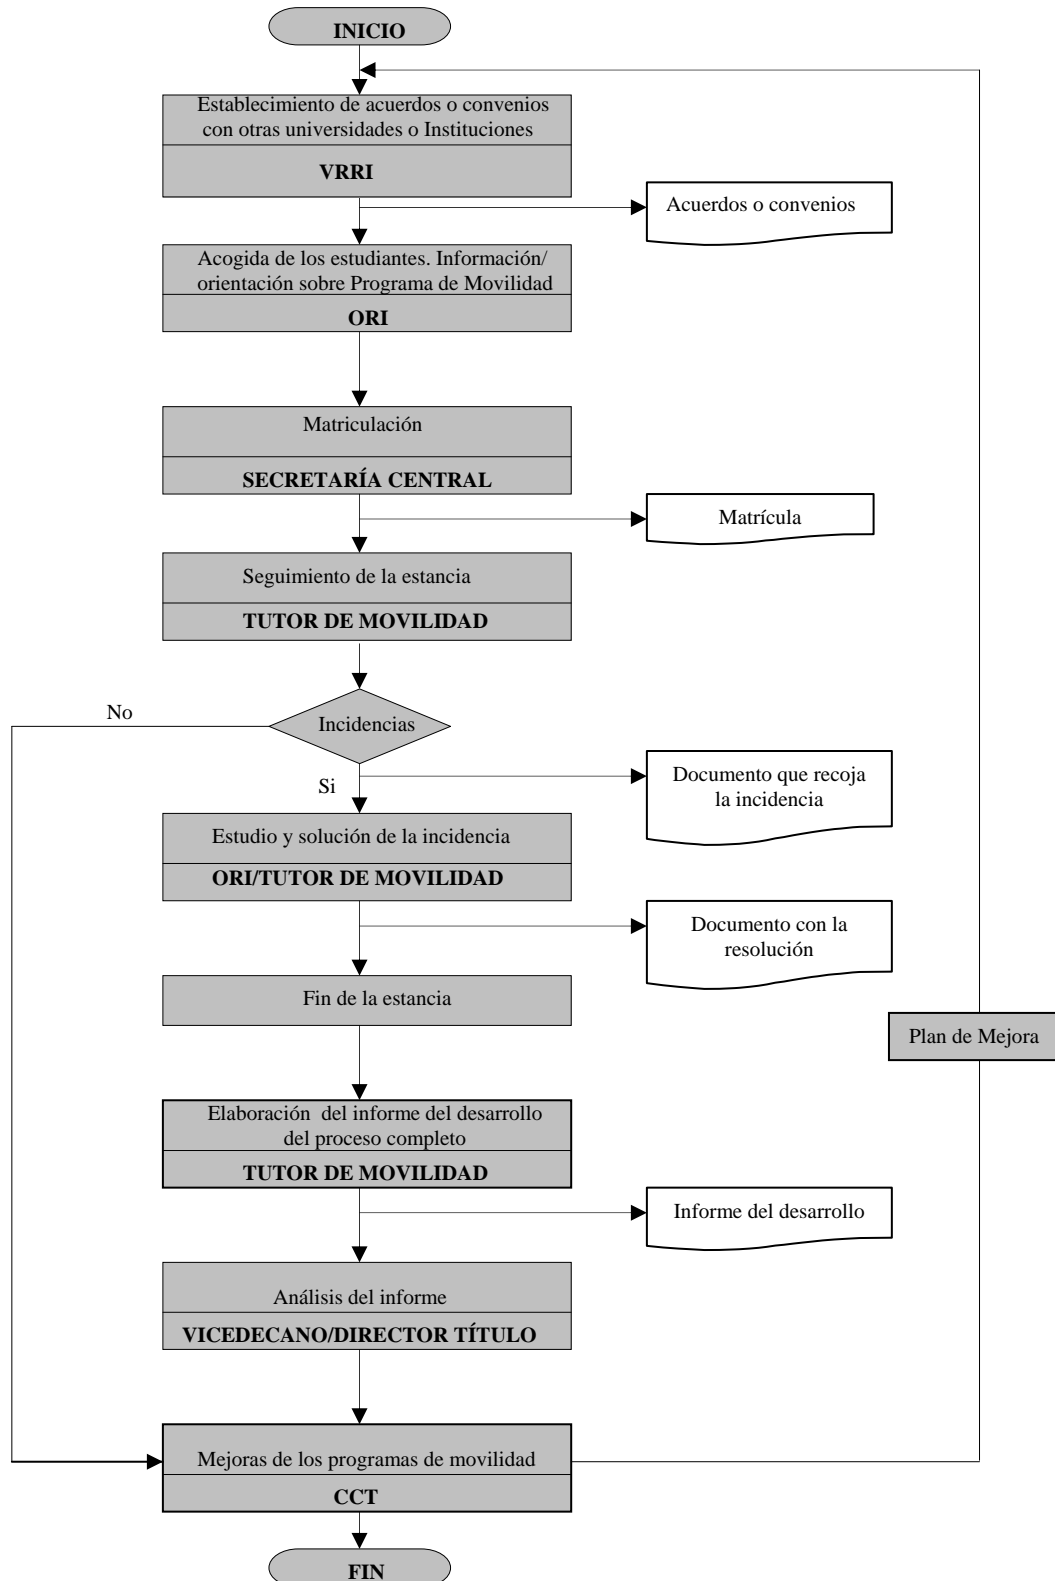 INICIO
Establecimiento de acuerdos o convenios
con otras universidades o Instituciones
VRRI
Acuerdos o convenios
Acogida de los estudiantes. Información/
orientación sobre Programa de Movilidad
ORI
Matriculación
SECRETARÍA CENTRAL
Matrícula
Seguimiento de la estancia
TUTOR DE MOVILIDAD
No
Incidencias
Si
Documento que recoja
la incidencia
Estudio y solución de la incidencia
ORI/TUTOR DE MOVILIDAD
Documento con la
resolución
Fin de la estancia
Plan de Mejora
Elaboración del informe del desarrollo
del proceso completo
TUTOR DE MOVILIDAD
Informe del desarrollo
Análisis del informe
VICEDECANO/DIRECTOR TÍTULO
Mejoras de los programas de movilidad
CCT
FIN